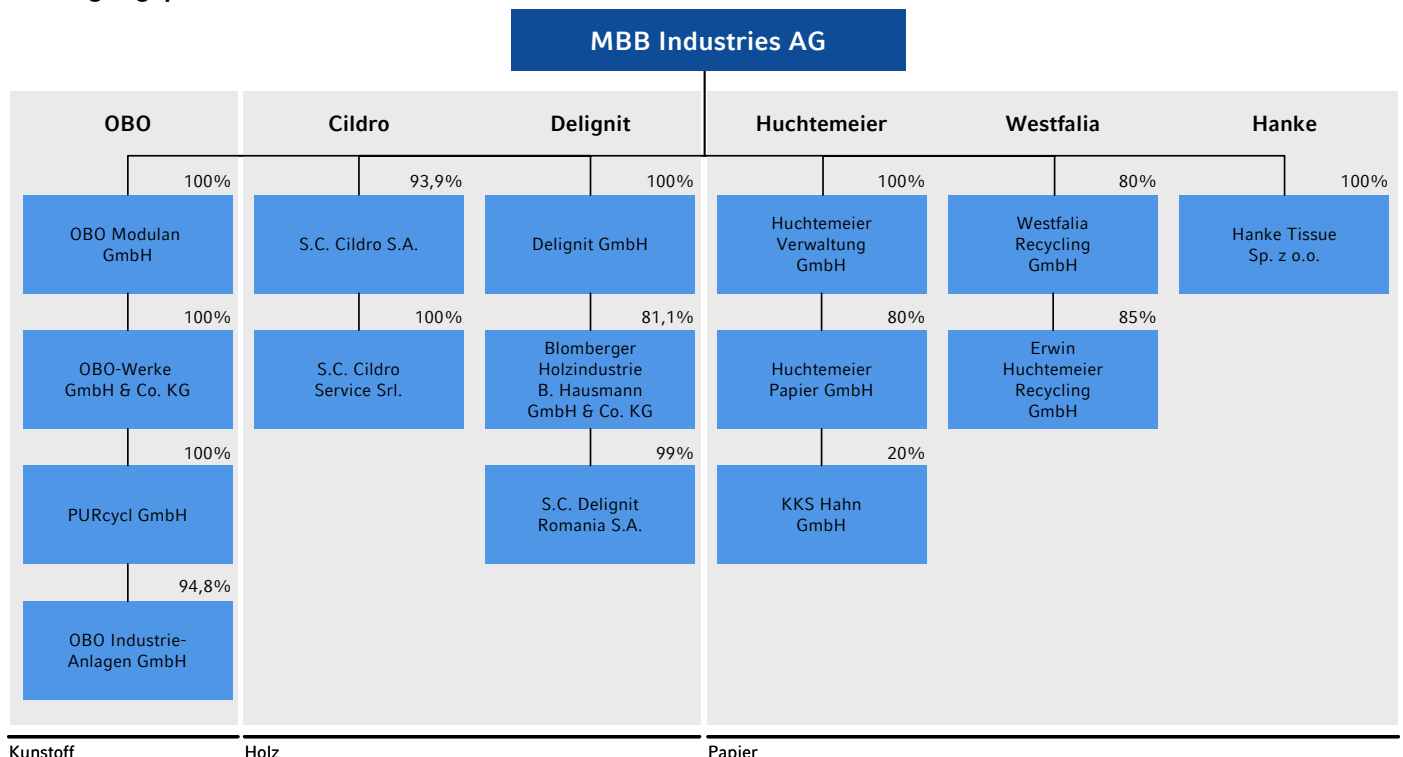 MBB Industries AG
OBO
Cildro
Delignit
Huchtemeier
Westfalia
Hanke
100%
93,9%
100%
100%
80%
100%
OBO Modulan
GmbH
S.C. Cildro S.A.
Delignit GmbH
Huchtemeier
Verwaltung
GmbH
Westfalia
Recycling
GmbH
Hanke Tissue
Sp. z o.o.
100%
100%
81,1%
80%
85%
OBO-Werke
GmbH & Co. KG
S.C. Cildro
Service Srl.
Blomberger
Holzindustrie
B. Hausmann
GmbH & Co. KG
Huchtemeier
Papier GmbH
Erwin
Huchtemeier
Recycling
GmbH
100%
99%
20%
PURcycl GmbH
S.C. Delignit
Romania S.A.
KKS Hahn
GmbH
94,8%
OBO Industrie-
Anlagen GmbH
Kunstoff
Holz
Papier